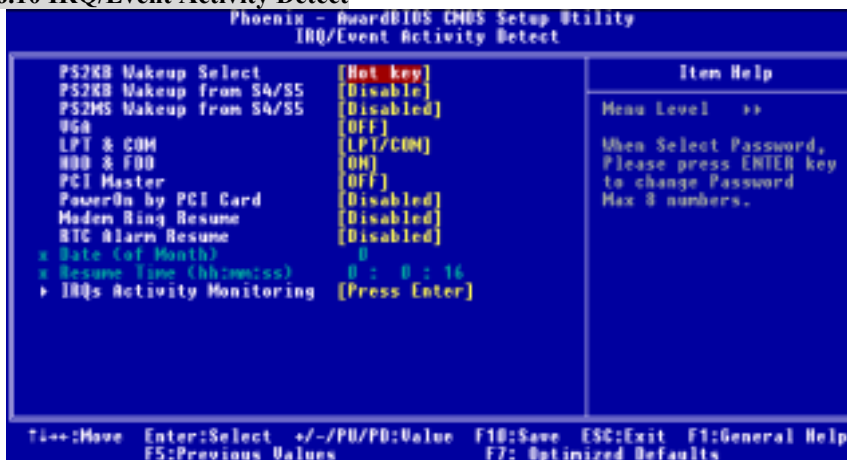 IRQ/Event Activity Detect
Phoenix - AwardBIOS CMOS Setup Utility
IRQ/Event Activity Detect
PS2KB Wakeup Select [Hot key]
PS2KB Wakeup from S4/S5 [Disable]
PS2MS Wakeup from S4/S5 [Disabled]
VGA [OFF]
LPT & COM [LPT/COM]
HDD & FDD [ON]
PCI Master [OFF]
PowerOn by PCI Card [Disabled]
Modem Ring Resume [Disabled]
RTC Alarm Resume [Disabled]
x Date (of Month) 0
x Resume Time (hh:mm:ss) 0 : 0 : 16
▸ IRQs Activity Monitoring [Press Enter]
Item Help
Menu Level ▸▸
When Select Password,
Please press ENTER key
to change Password
Max 8 numbers.
↑↓→←:Move Enter:Select +/-/PU/PD:Value F10:Save ESC:Exit F1:General Help
F5:Previous Values F7: Optimized Defaults